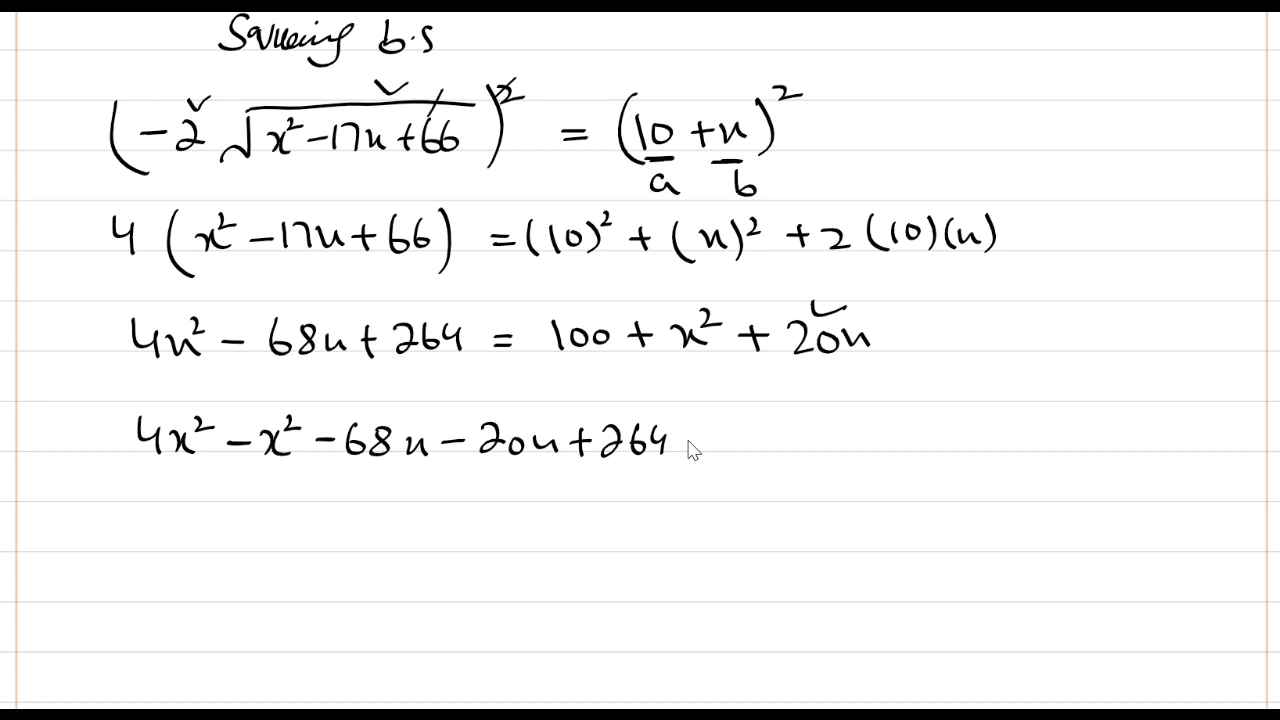 Squaring b.s
(-2√(x²-17x+66))² = (10+x)²
a b
4(x²-17x+66) = (10)²+(x)²+2(10)(x)
4x²-68x+264 = 100+x²+20x
4x²-x²-68x-20x+264